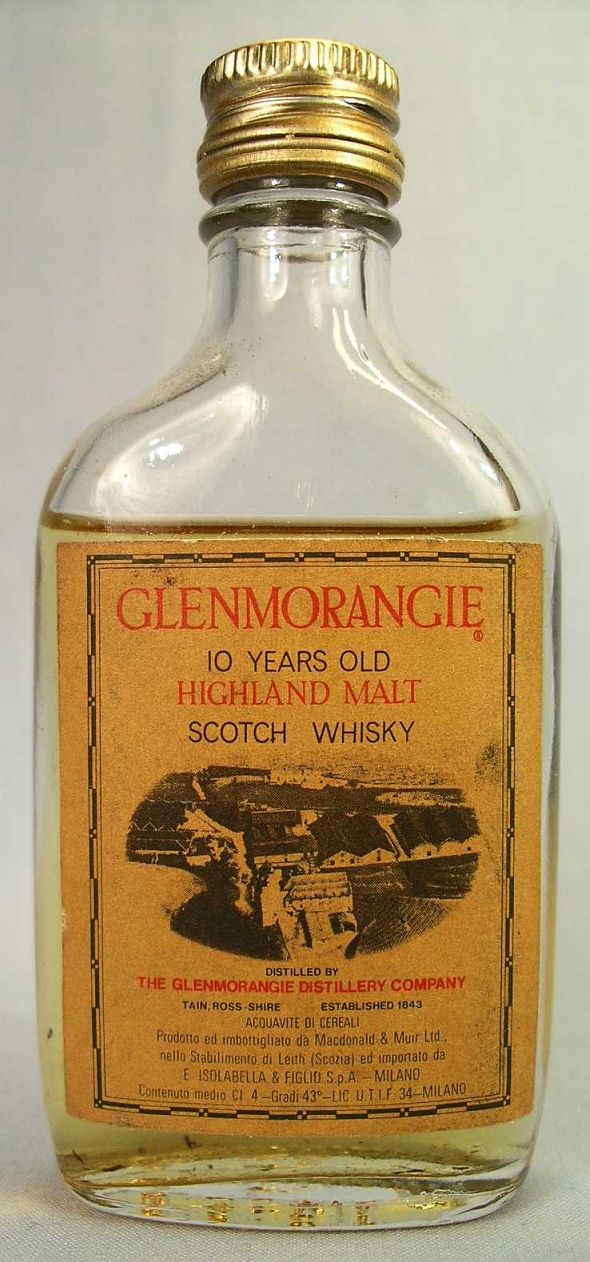 GLENMORANGIE
®
10 YEARS OLD
HIGHLAND MALT
SCOTCH WHISKY
DISTILLED BY
THE GLENMORANGIE DISTILLERY COMPANY
TAIN, ROSS-SHIRE ESTABLISHED 1843
ACQUAVITE DI CEREALI
Prodotto ed imbottigliato da Macdonald & Muir Ltd.,
nello Stabilimento di Leith (Scozia) ed importato da
E. ISOLABELLA & FIGLIO S.p.A. – MILANO
Contenuto medio Cl 4 – Gradi 43° – LIC U.T.I.F. 34 – MILANO